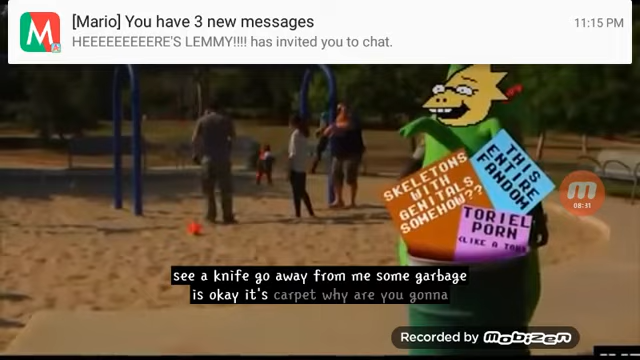 [Mario] You have 3 new messages
11:15 PM
HEEEEEEEEERE'S LEMMY!!!! has invited you to chat.
THIS
ENTIRE
FANDOM
SKELETONS
WITH
GENITALS
SOMEHOW??
TORIEL
PORN
(LIKE A
08:31
see a knife go away from me some garbage
is okay it's carpet why are you gonna
Recorded by
Mobizen